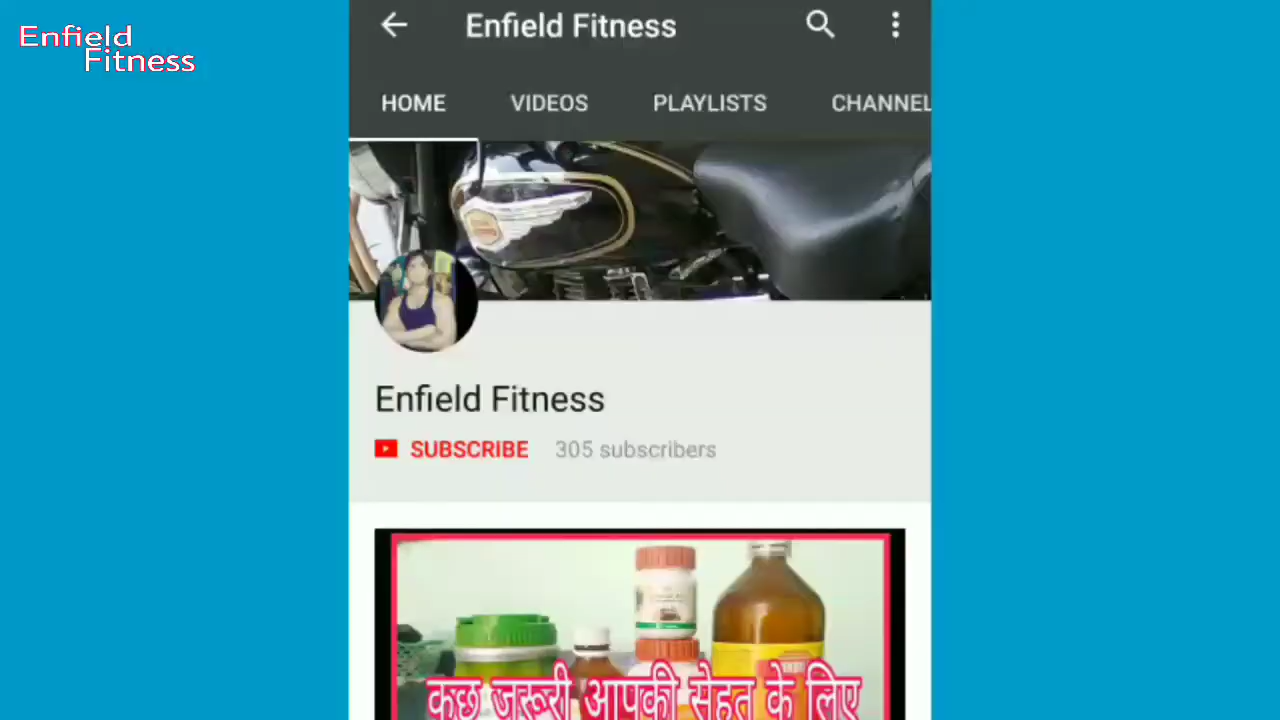 Enfield
Fitness
Enfield Fitness
HOME VIDEOS PLAYLISTS CHANNEL
Enfield Fitness
SUBSCRIBE 305 subscribers
कुछ जरूरी आपकी सेहत के लिए